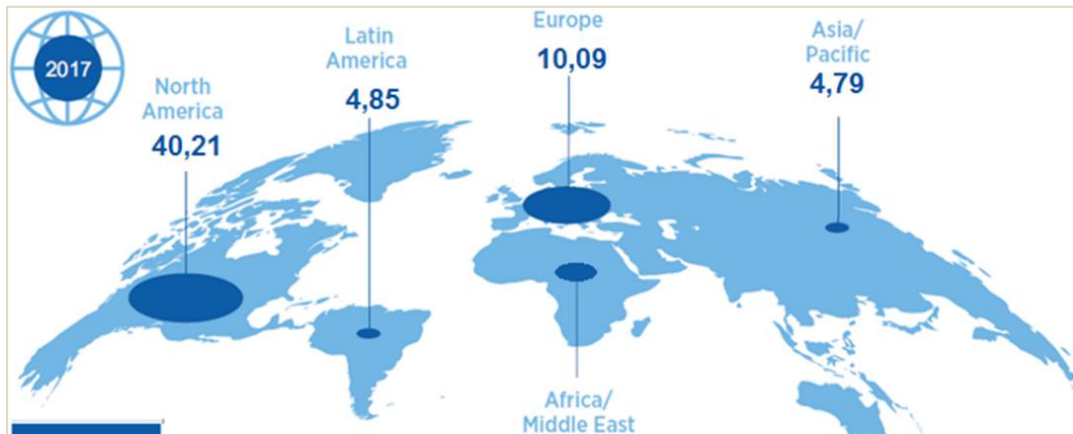 2017
North
America
40,21
Latin
America
4,85
Europe
10,09
Asia/
Pacific
4,79
Africa/
Middle East